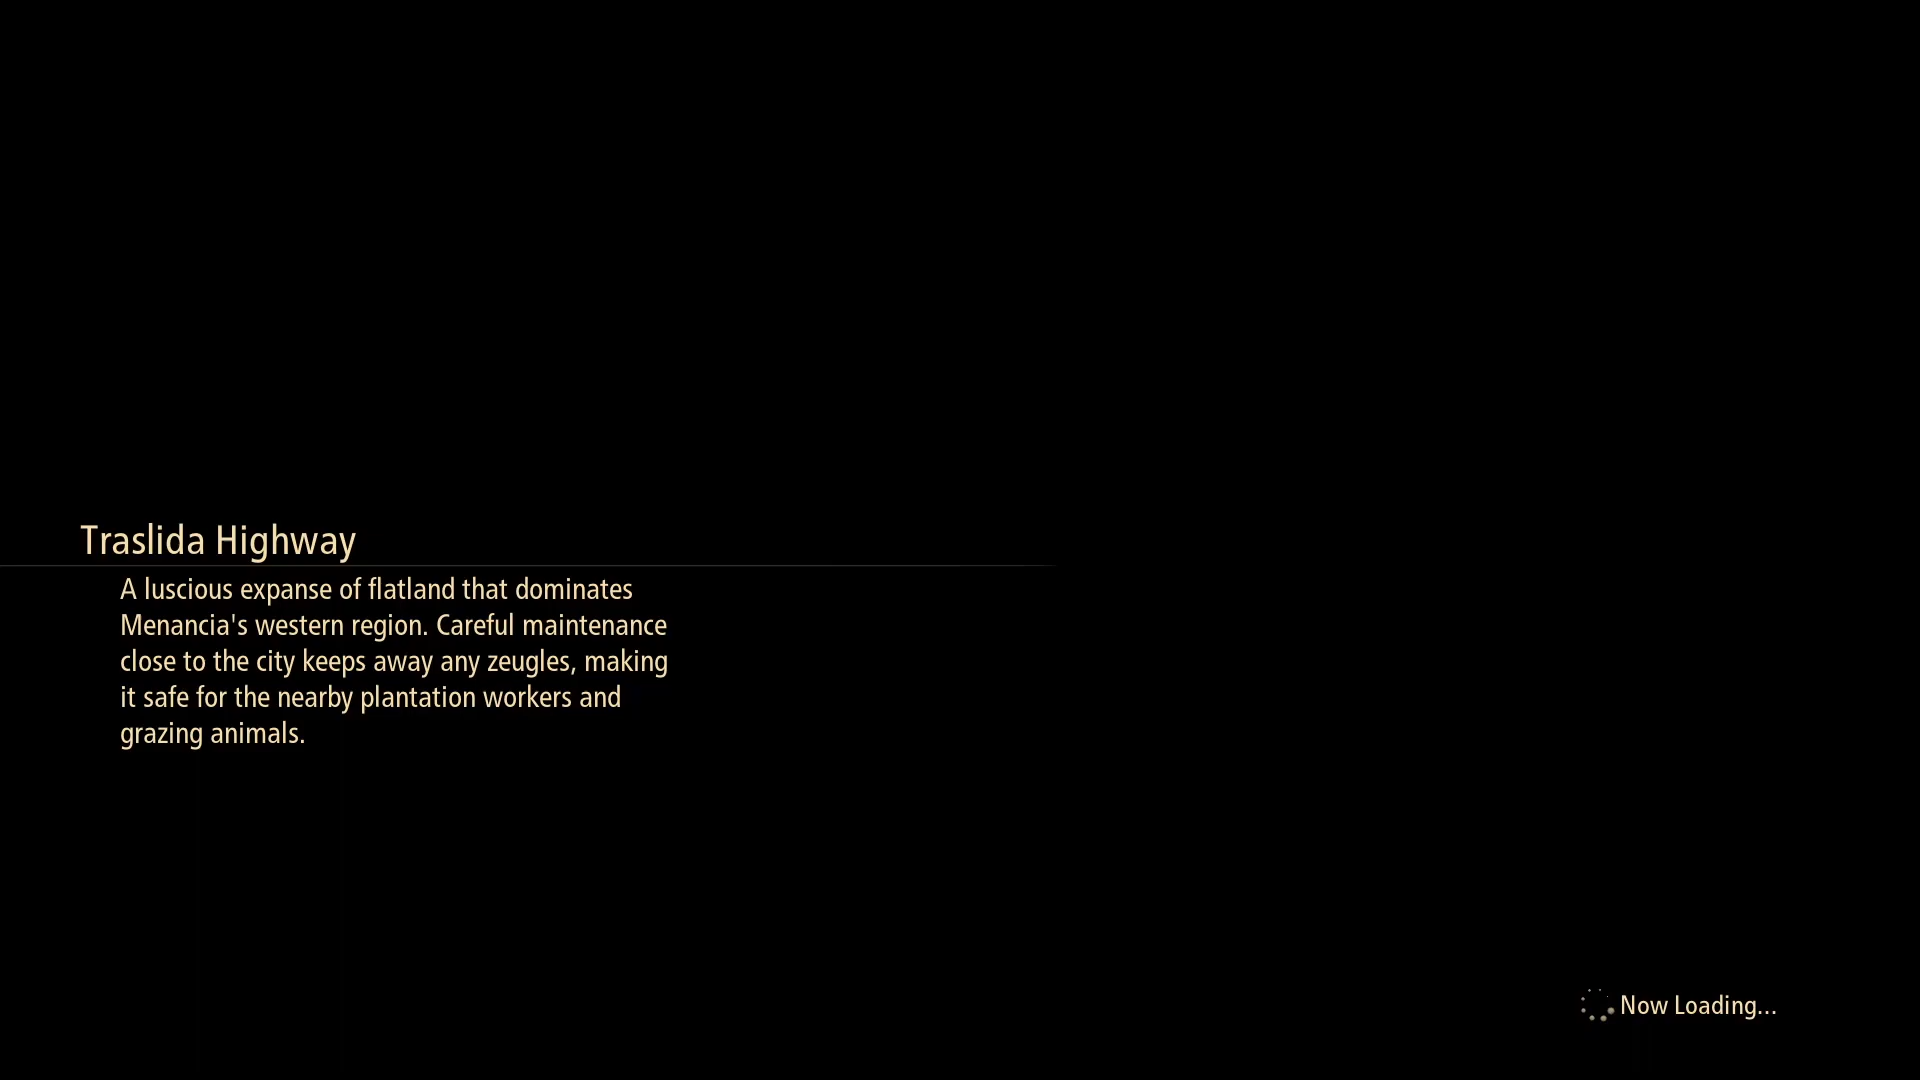 Traslida Highway
A luscious expanse of flatland that dominates
Menancia's western region. Careful maintenance
close to the city keeps away any zeugles, making
it safe for the nearby plantation workers and
grazing animals.
Now Loading...